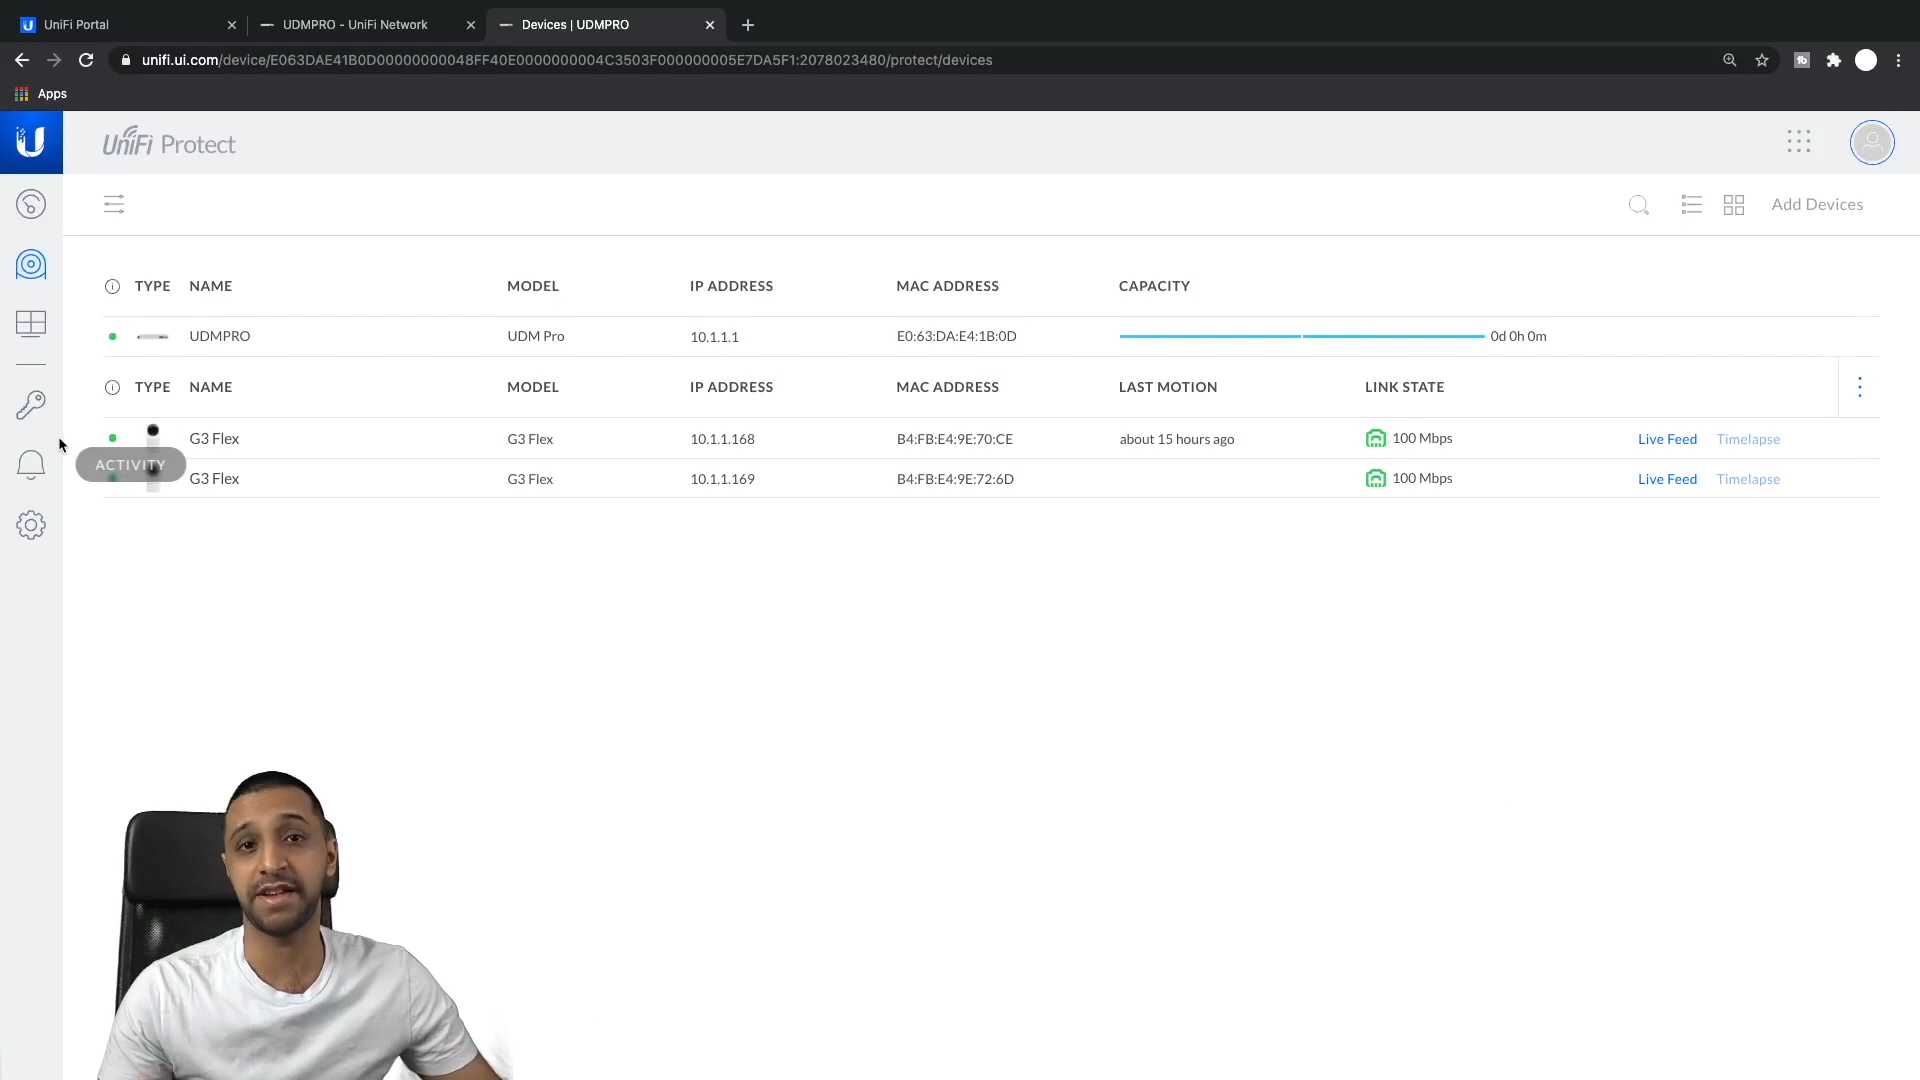 UniFi Portal
UDMPRO - UniFi Network
Devices | UDMPRO
unifi.ui.com/device/E063DAE41B0D00000000048FF40E0000000004C3503F000000005E7DA5F1:2078023480/protect/devices
Apps
UniFi Protect
Add Devices
TYPE NAME MODEL IP ADDRESS MAC ADDRESS CAPACITY
UDMPRO UDM Pro 10.1.1.1 E0:63:DA:E4:1B:0D 0d 0h 0m
TYPE NAME MODEL IP ADDRESS MAC ADDRESS LAST MOTION LINK STATE
G3 Flex G3 Flex 10.1.1.168 B4:FB:E4:9E:70:CE about 15 hours ago 100 Mbps Live Feed Timelapse
ACTIVITY
G3 Flex G3 Flex 10.1.1.169 B4:FB:E4:9E:72:6D 100 Mbps Live Feed Timelapse